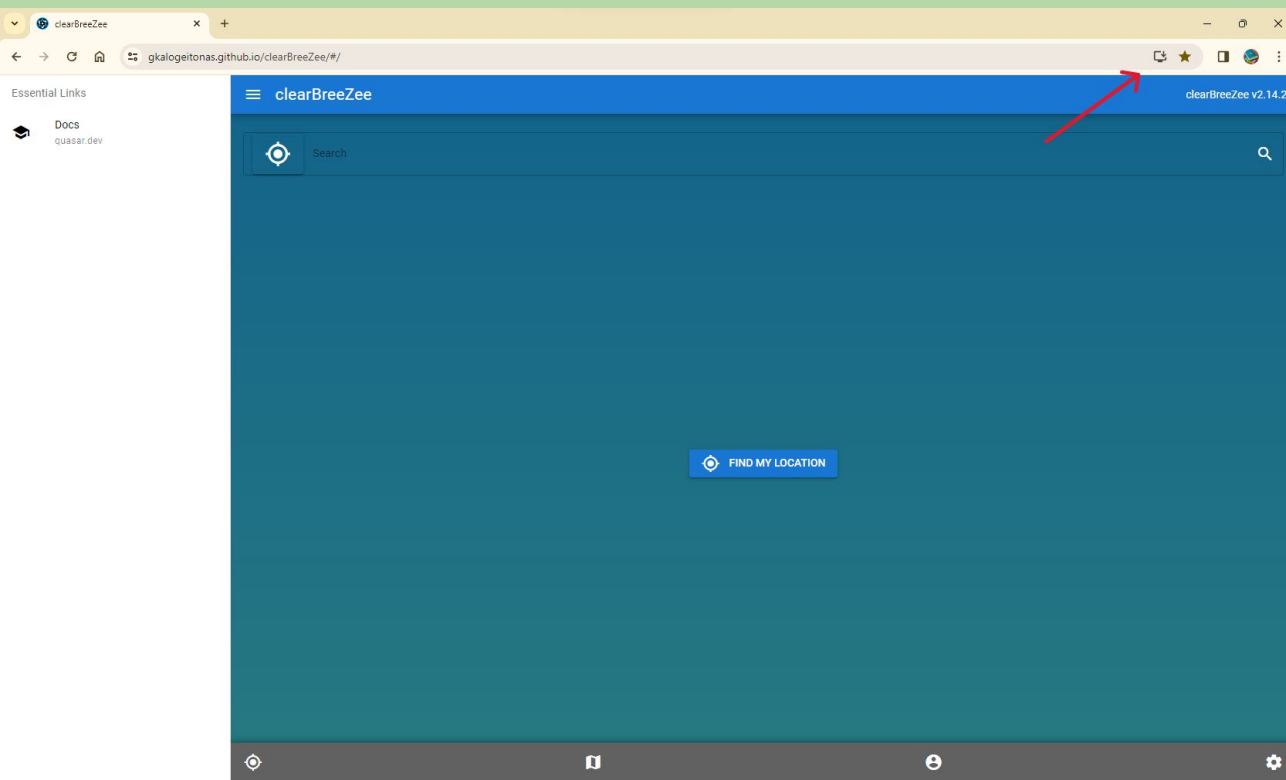 clearBreeZee
gkalogeitonas.github.io/clearBreeZee/#/
Essential Links
Docs
quasar.dev
clearBreeZee
clearBreeZee v2.14.2
Search
FIND MY LOCATION